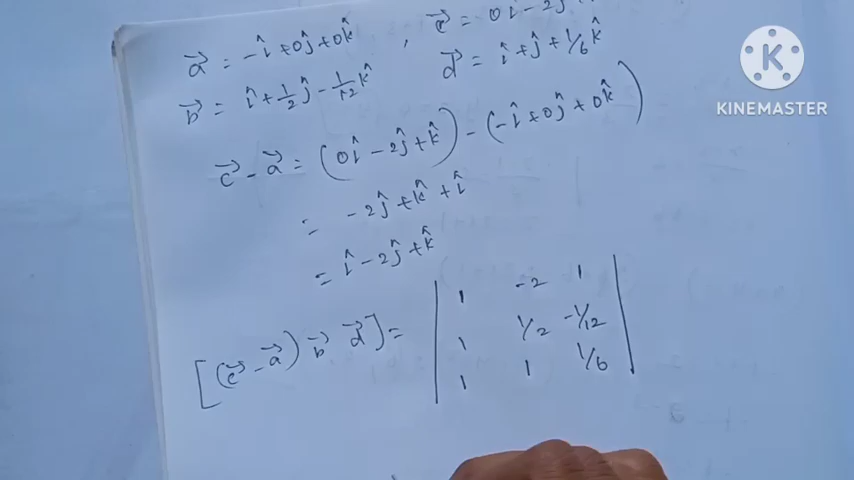 a⃗ = -î + 0ĵ + 0k̂ , c⃗ = 0î - 2ĵ
b⃗ = î + 1/2 ĵ - 1/12 k̂ d⃗ = î + ĵ + 1/6 k̂
c⃗ - a⃗ = (0î - 2ĵ + k̂) - (-î + 0ĵ + 0k̂)
= -2ĵ + k̂ + î
= î - 2ĵ + k̂
[(c⃗ - a⃗) b⃗ d⃗] = | 1 -2 1 |
| 1 1/2 -1/12 |
| 1 1 1/6 |
KINEMASTER